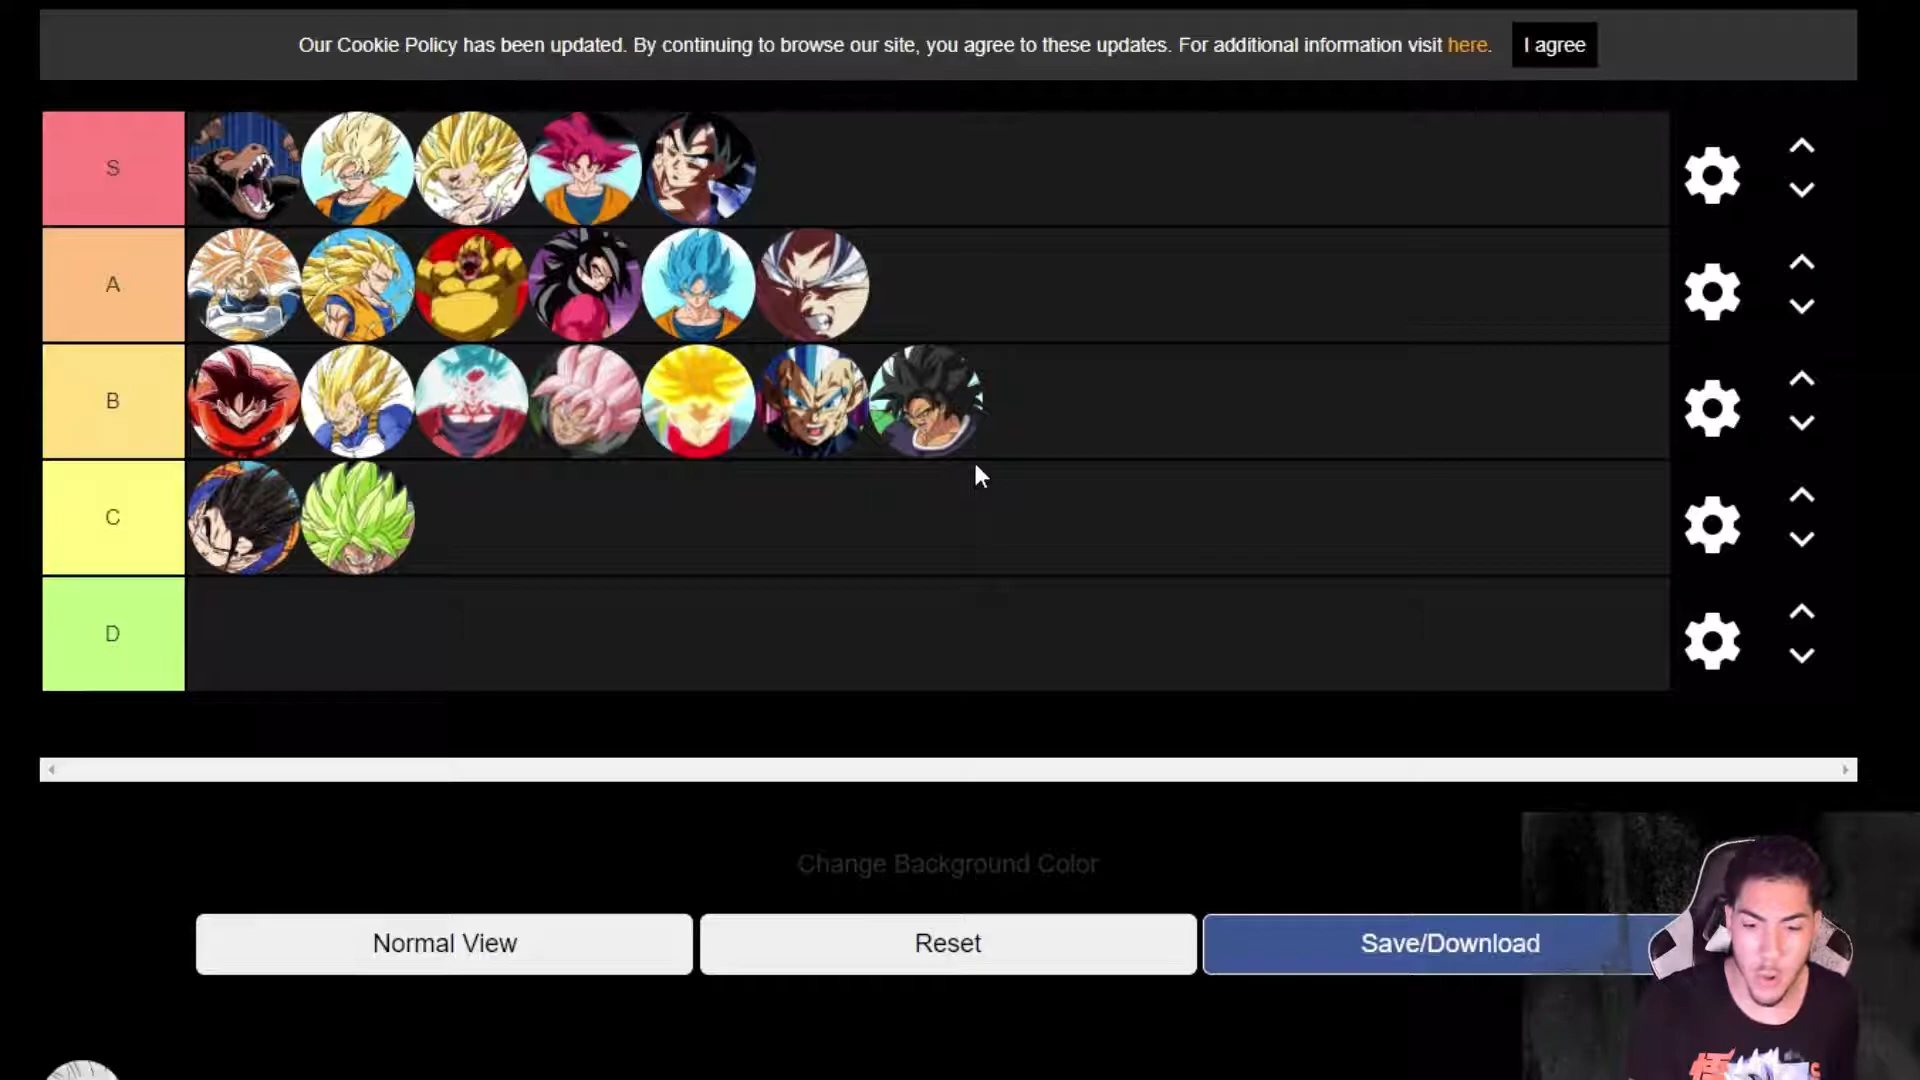 Our Cookie Policy has been updated. By continuing to browse our site, you agree to these updates. For additional information visit here. I agree
S
A
B
C
D
Change Background Color
Normal View
Reset
Save/Download
悟